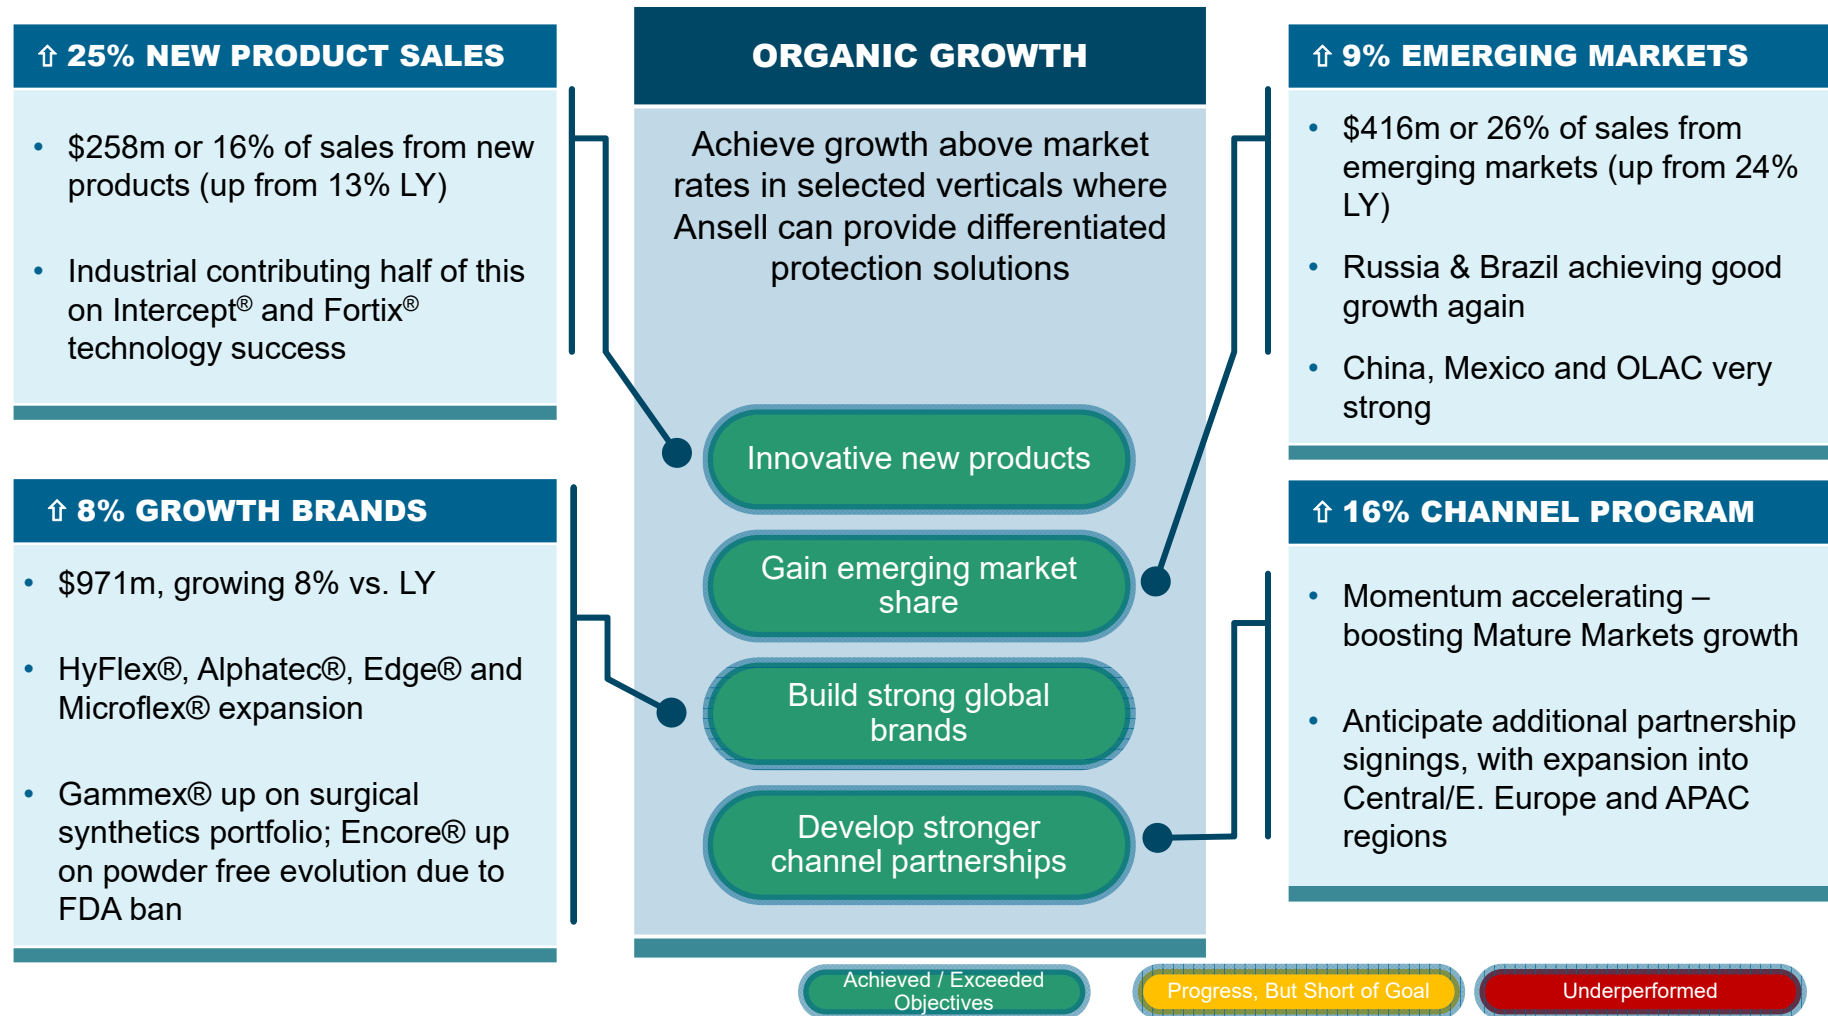 ⇧ 25% NEW PRODUCT SALES
• $258m or 16% of sales from new
products (up from 13% LY)
• Industrial contributing half of this
on Intercept® and Fortix®
technology success
⇧ 8% GROWTH BRANDS
• $971m, growing 8% vs. LY
• HyFlex®, Alphatec®, Edge® and
Microflex® expansion
• Gammex® up on surgical
synthetics portfolio; Encore® up
on powder free evolution due to
FDA ban
ORGANIC GROWTH
Achieve growth above market
rates in selected verticals where
Ansell can provide differentiated
protection solutions
Innovative new products
Gain emerging market
share
Build strong global
brands
Develop stronger
channel partnerships
⇧ 9% EMERGING MARKETS
• $416m or 26% of sales from
emerging markets (up from 24%
LY)
• Russia & Brazil achieving good
growth again
• China, Mexico and OLAC very
strong
⇧ 16% CHANNEL PROGRAM
• Momentum accelerating –
boosting Mature Markets growth
• Anticipate additional partnership
signings, with expansion into
Central/E. Europe and APAC
regions
Achieved / Exceeded
Objectives
Progress, But Short of Goal
Underperformed